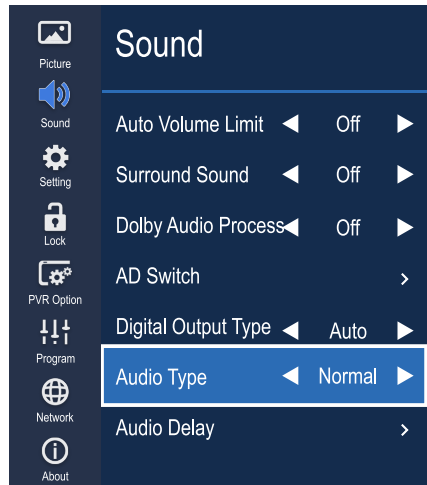 Picture
Sound
Setting
Lock
PVR Option
Program
Network
About
Sound
Auto Volume Limit Off
Surround Sound Off
Dolby Audio Process Off
AD Switch
Digital Output Type Auto
Audio Type Normal
Audio Delay